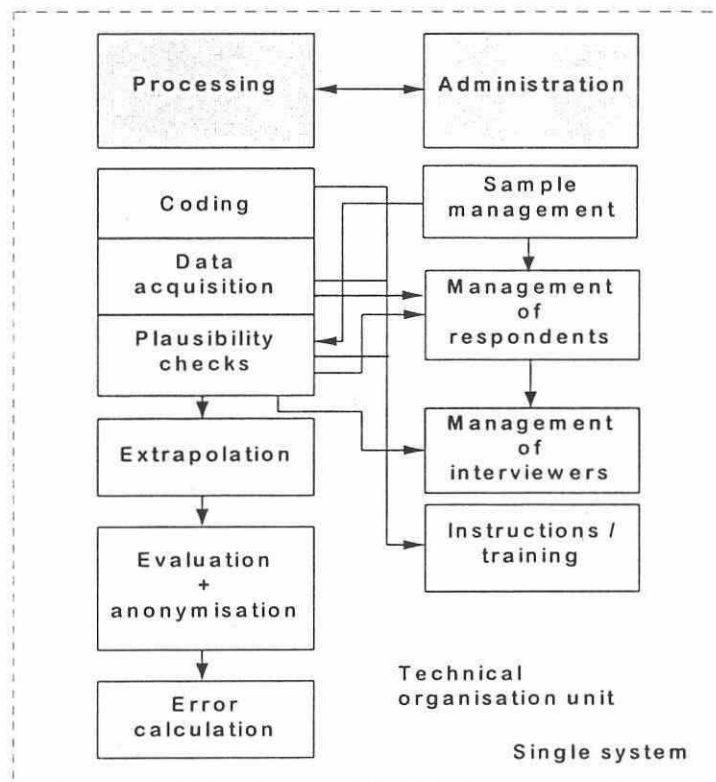 Processing
Administration
Coding
Sample
management
Data
acquisition
Management
of
respondents
Plausibility
checks
Extrapolation
Management
of
interviewers
Evaluation
+
anonymisation
Instructions /
training
Error
calculation
Technical
organisation unit
Single system